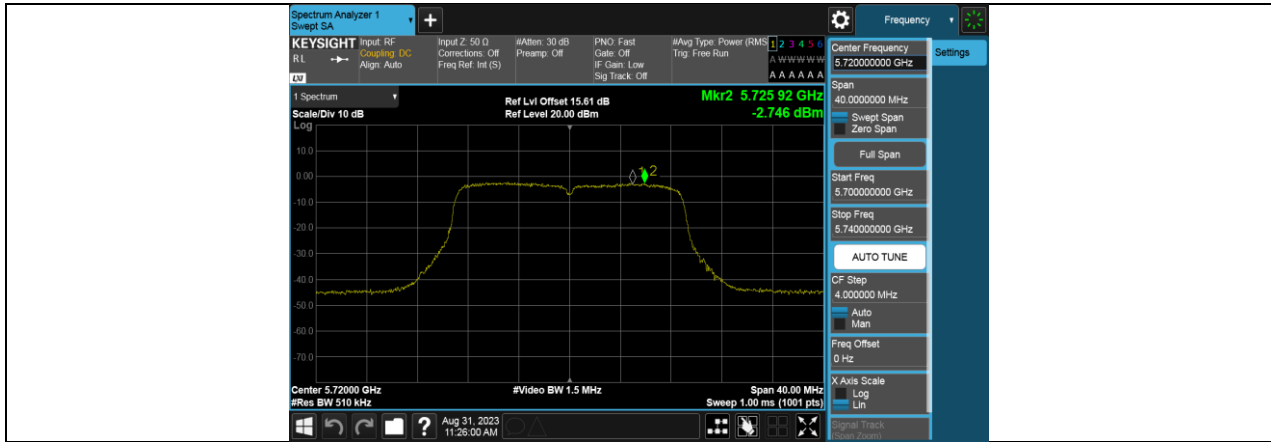 Spectrum Analyzer 1
Swept SA
+
Frequency
KEYSIGHT
RL
LXI
Input: RF
Coupling: DC
Align: Auto
Input Z: 50 Ω
Corrections: Off
Freq Ref: Int (S)
#Atten: 30 dB
Preamp: Off
PNO: Fast
Gate: Off
IF Gain: Low
Sig Track: Off
#Avg Type: Power (RMS
Trig: Free Run
1 2 3 4 5 6
A W W W W W
A A A A A A
1 Spectrum
Scale/Div 10 dB
Log
Ref Lvl Offset 15.61 dB
Ref Level 20.00 dBm
Mkr2 5.725 92 GHz
-2.746 dBm
10.0
0.00
-10.0
-20.0
-30.0
-40.0
-50.0
-60.0
-70.0
1
2
Center 5.72000 GHz
#Res BW 510 kHz
#Video BW 1.5 MHz
Span 40.00 MHz
Sweep 1.00 ms (1001 pts)
Center Frequency
5.720000000 GHz
Settings
Span
40.0000000 MHz
Swept Span
Zero Span
Full Span
Start Freq
5.700000000 GHz
Stop Freq
5.740000000 GHz
AUTO TUNE
CF Step
4.000000 MHz
Auto
Man
Freq Offset
0 Hz
X Axis Scale
Log
Lin
Signal Track
(Span Zoom)
?
Aug 31, 2023
11:26:00 AM